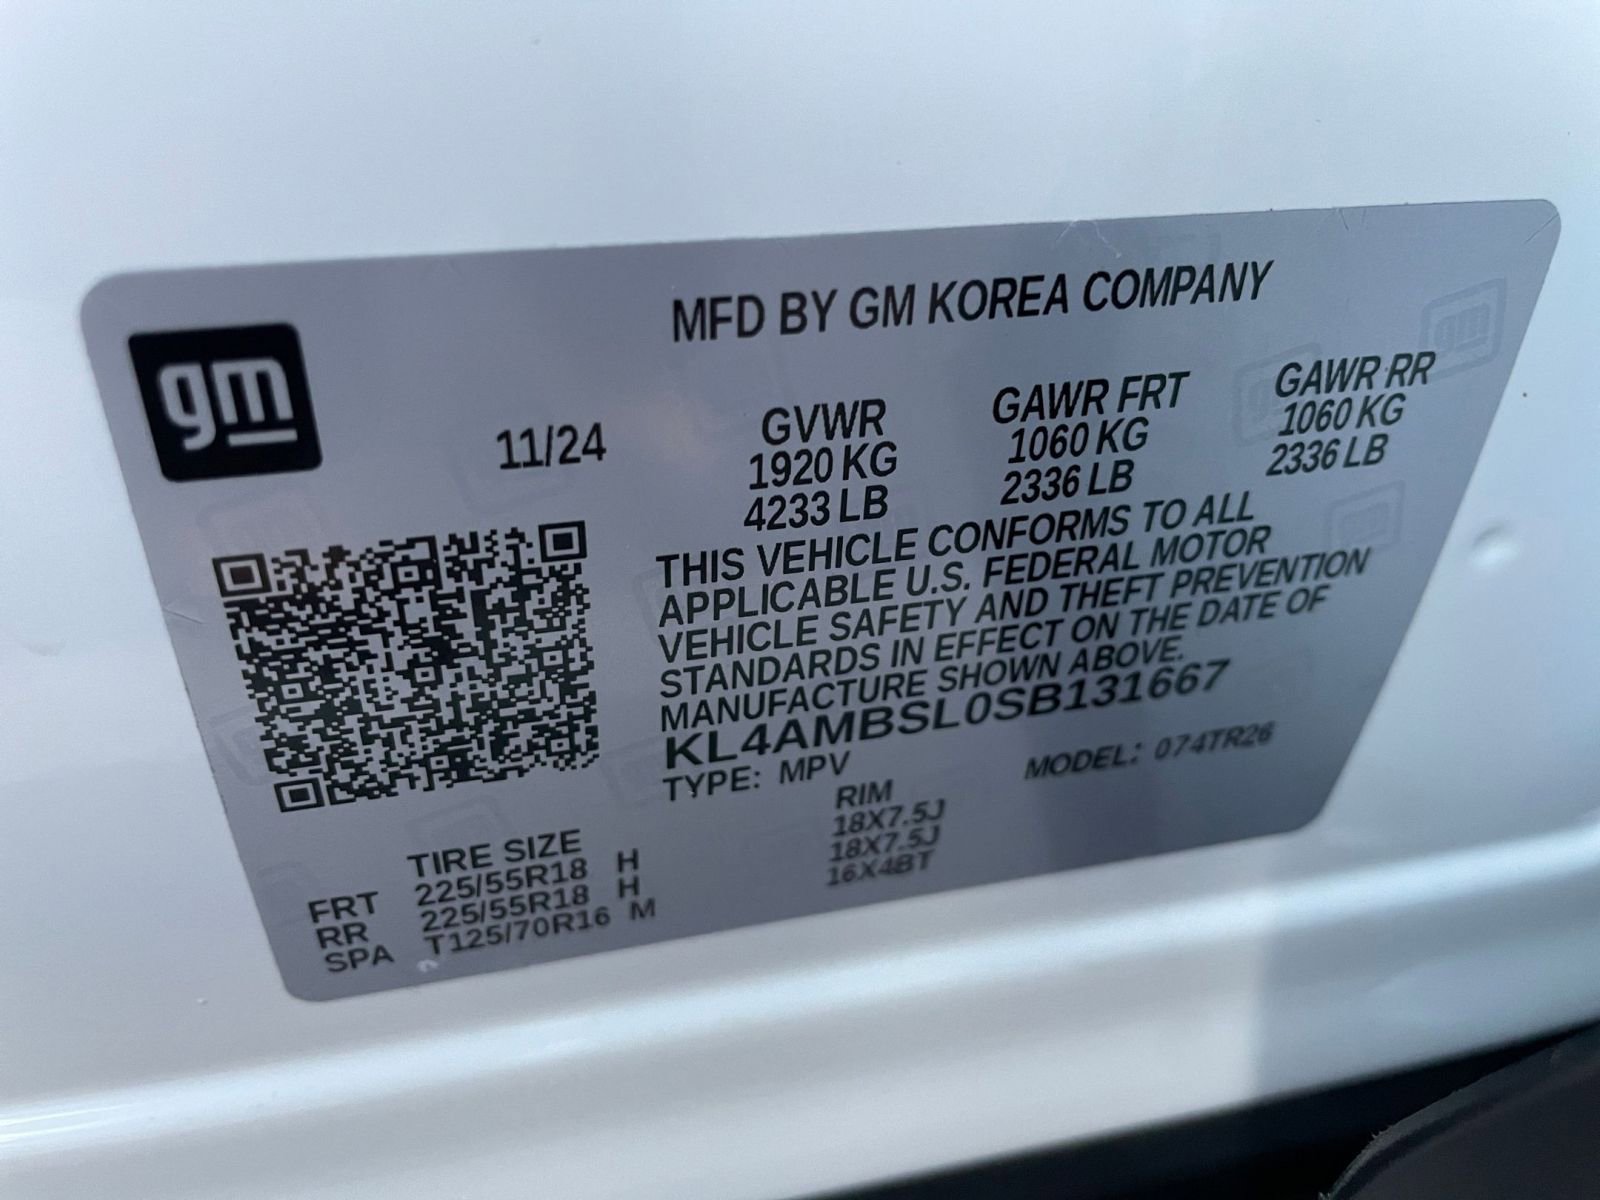 gm
MFD BY GM KOREA COMPANY
11/24
GVWR GAWR FRT GAWR RR
1920 KG 1060 KG 1060 KG
4233 LB 2336 LB 2336 LB
THIS VEHICLE CONFORMS TO ALL
APPLICABLE U.S. FEDERAL MOTOR
VEHICLE SAFETY AND THEFT PREVENTION
STANDARDS IN EFFECT ON THE DATE OF
MANUFACTURE SHOWN ABOVE.
KL4AMBSL0SB131667
TYPE: MPV MODEL: 074TR26
TIRE SIZE RIM
FRT 225/55R18 H 18X7.5J
RR 225/55R18 H 18X7.5J
SPA T125/70R16 M 16X4BT